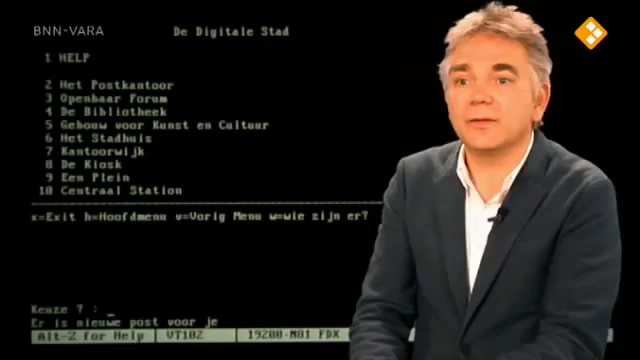 BNN-VARA
De Digitale Stad
1 HELP
2 Het Postkantoor
3 Openbaar Forum
4 De Bibliotheek
5 Gebouw voor Kunst en Cultuur
6 Het Stadhuis
7 Kantoorwijk
8 De Kiosk
9 Een Plein
10 Centraal Station
x=Exit h=Hoofdmenu v=Vorig Menu w=wie zijn er?
Keuze ? : _
Er is nieuwe post voor je
Alt-Z for Help VT102 19200-N81 FDX